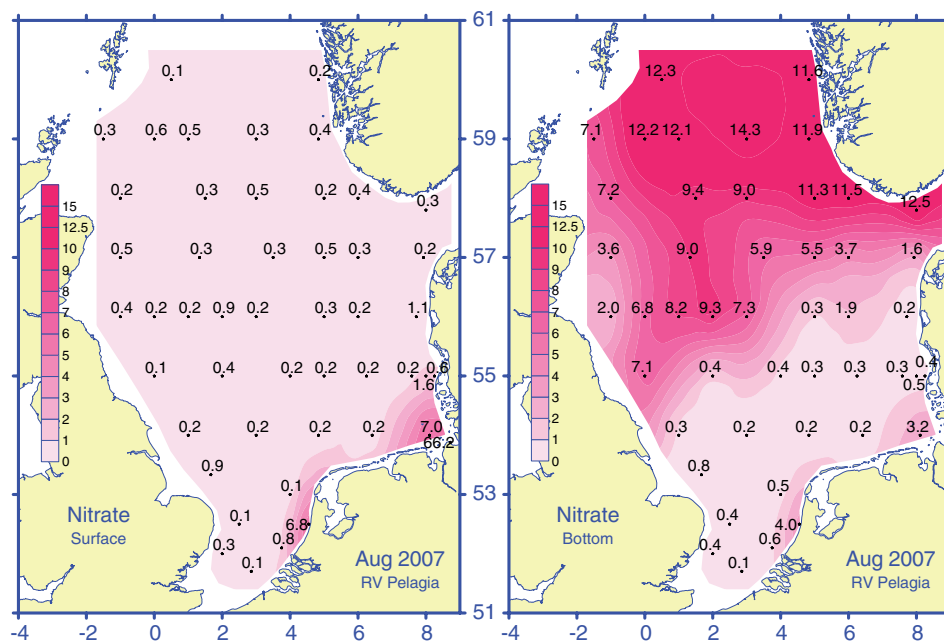 61
59
57
55
53
51
0.1 0.2
0.3 0.6 0.5 0.3 0.4
0.2 0.3 0.5 0.2 0.4
0.3
0.5 0.3 0.3 0.5 0.3 0.2
0.4 0.2 0.2 0.9 0.2 0.3 0.2 1.1
0.1 0.4 0.2 0.2 0.2 0.2 0.6
1.6
0.2 0.2 0.2 0.2 7.0
66.2
0.9
0.1
0.1 6.8
0.3 0.8
0.1
15
12.5
10
9
8
7
6
5
4
3
2
1
0
Nitrate
Surface
Aug 2007
RV Pelagia
-4 -2 0 2 4 6 8
12.3 11.6
7.1 12.2 12.1 14.3 11.9
7.2 9.4 9.0 11.3 11.5
12.5
3.6 9.0 5.9 5.5 3.7 1.6
2.0 6.8 8.2 9.3 7.3 0.3 1.9 0.2
7.1 0.4 0.4 0.3 0.3 0.3 0.4
0.5
0.3 0.2 0.2 0.2 3.2
0.8
0.5
0.4 4.0
0.4 0.6
0.1
15
12.5
10
9
8
7
6
5
4
3
2
1
0
Nitrate
Bottom
Aug 2007
RV Pelagia
-4 -2 0 2 4 6 8